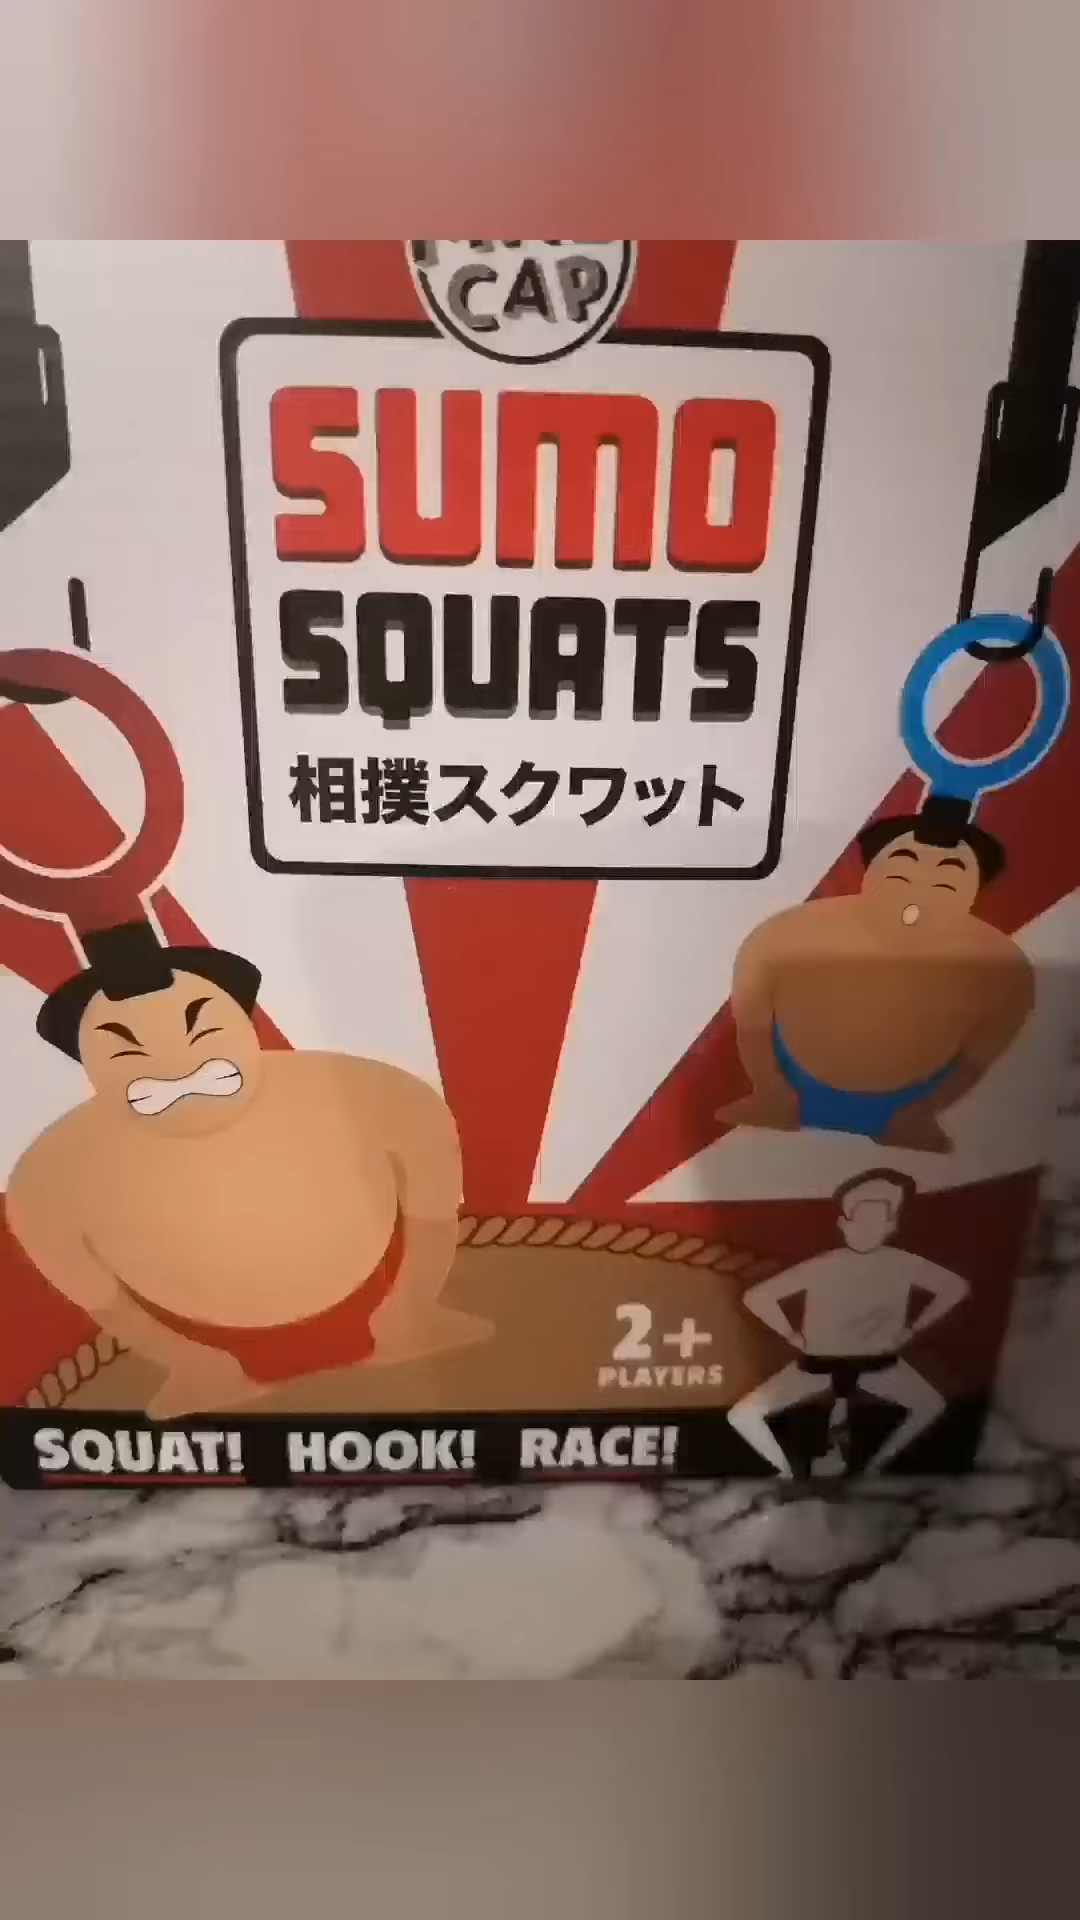 CAP
SUMO
SQUATS
相撲スクワット
2+
PLAYERS
SQUAT! HOOK! RACE!